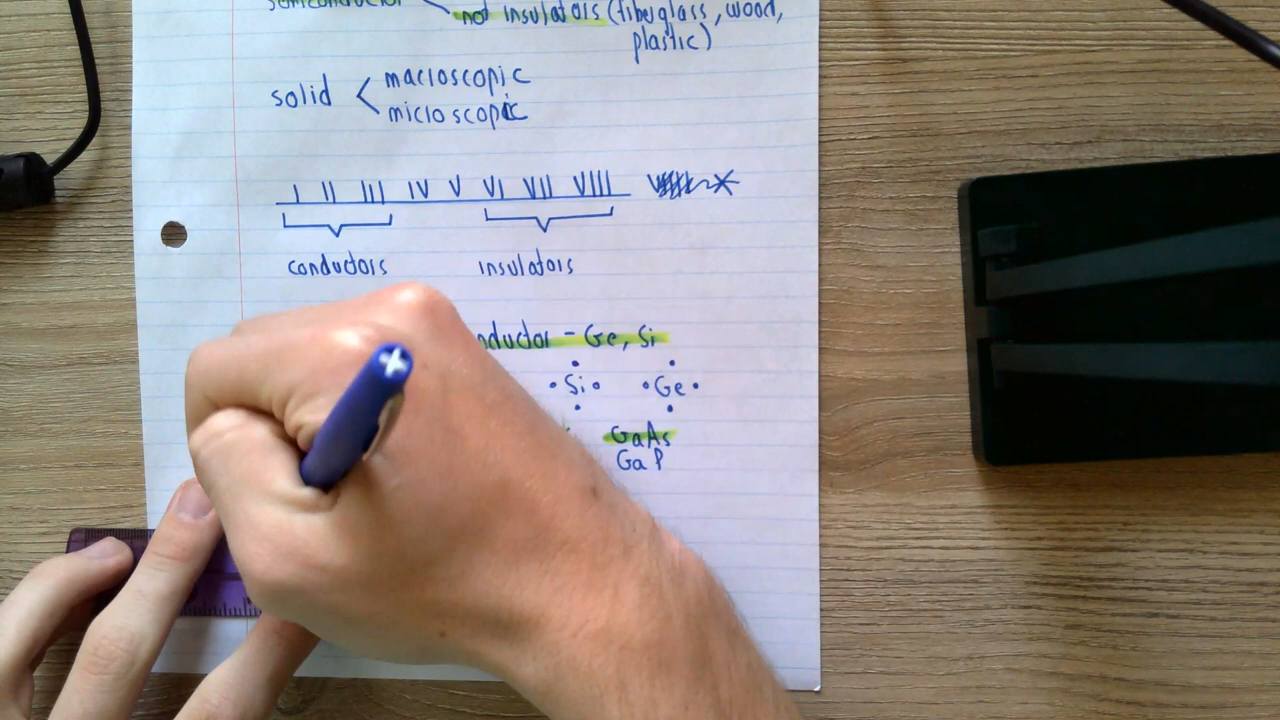 semiconductor not insulators (fiberglass, wood,
plastic)
solid < macroscopic
microscopic
I II III IV V VI VII VIII
conductors insulators
nductor - Ge, Si
Si Ge
GaAs
GaP